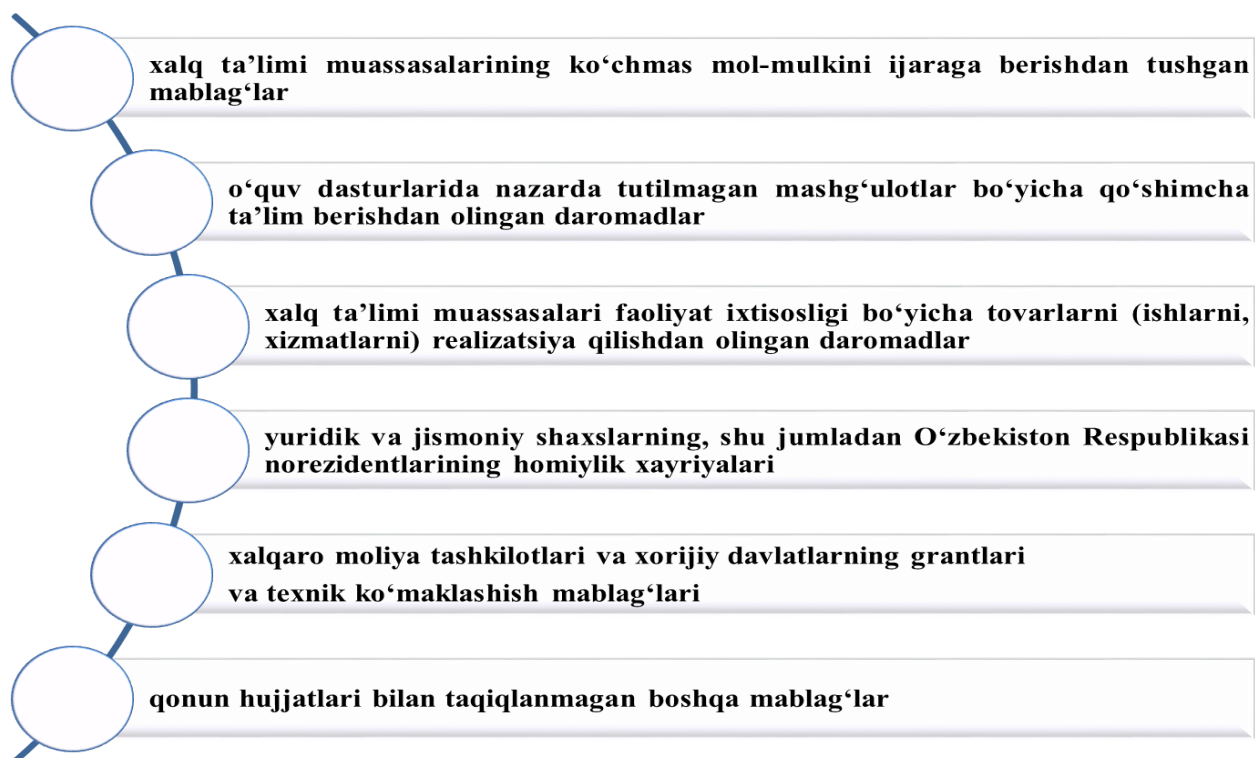 xalq ta’limi muassasalarining ko‘chmas mol-mulkini ijaraga berishdan tushgan
mablag‘lar
o‘quv dasturlarida nazarda tutilmagan mashg‘ulotlar bo‘yicha qo‘shimcha
ta’lim berishdan olingan daromadlar
xalq ta’limi muassasalari faoliyat ixtisosligi bo‘yicha tovarlarni (ishlarni,
xizmatlarni) realizatsiya qilishdan olingan daromadlar
yuridik va jismoniy shaxslarning, shu jumladan O‘zbekiston Respublikasi
norezidentlarining homiylik xayriyalari
xalqaro moliya tashkilotlari va xorijiy davlatlarning grantlari
va texnik ko‘maklashish mablag‘lari
qonun hujjatlari bilan taqiqlanmagan boshqa mablag‘lar